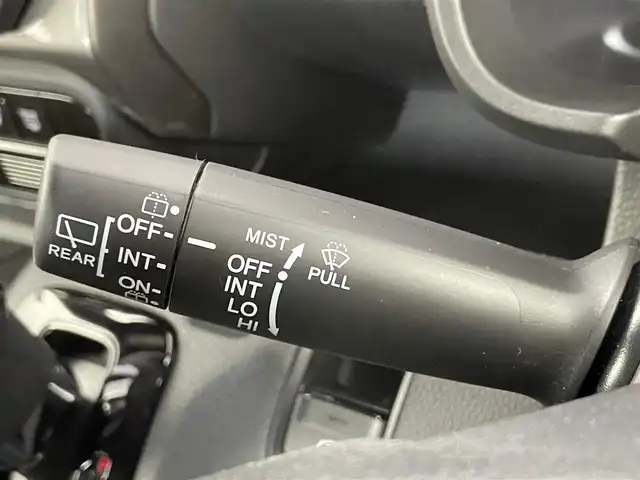 REAR
OFF
INT
ON
MIST
OFF
INT
LO
HI
PULL